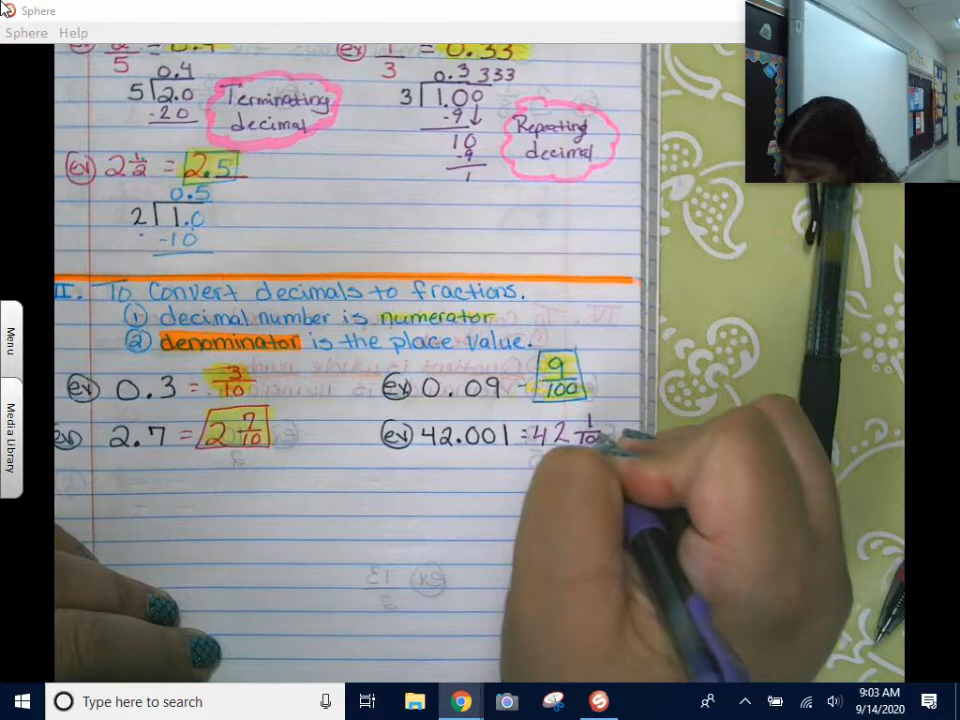 Sphere
Sphere Help
5 = 0.4
ex 1/3 = 0.33
0.4
5 2.0
-20
Terminating
decimal
0.3333
3 1.00
-9
10
-9
1
Repeating
decimal
ex 2 1/2 = 2.5
0.5
2 1.0
-10
II. To Convert decimals to fractions.
① decimal number is numerator
② denominator is the place value.
ex 0.3 = 3/10
ex 0.09 = 9/100
ex 2.7 = 2 7/10
ex 42.001 = 42 1/10
Menu
Media Library
Type here to search
9:03 AM
9/14/2020